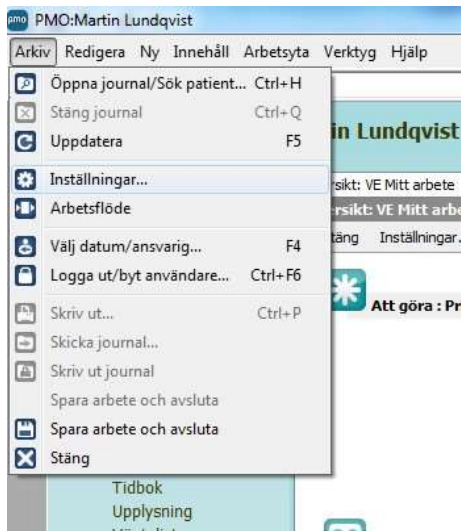 pmo PMO:Martin Lundqvist
Arkiv Redigera Ny Innehåll Arbetsyta Verktyg Hjälp
Öppna journal/Sök patient... Ctrl+H
Stäng journal Ctrl+Q
Uppdatera F5
in Lundqvist
Inställningar...
rsikt: VE Mitt arbete
Arbetsflöde
ersikt: VE Mitt arbe
Välj datum/ansvarig... F4
täng Inställningar.
Logga ut/byt användare... Ctrl+F6
Skriv ut... Ctrl+P
Att göra : Pr
Skicka journal...
Skriv ut journal
Spara arbete och avsluta
Spara arbete och avsluta
Stäng
Tidbok
Upplysning